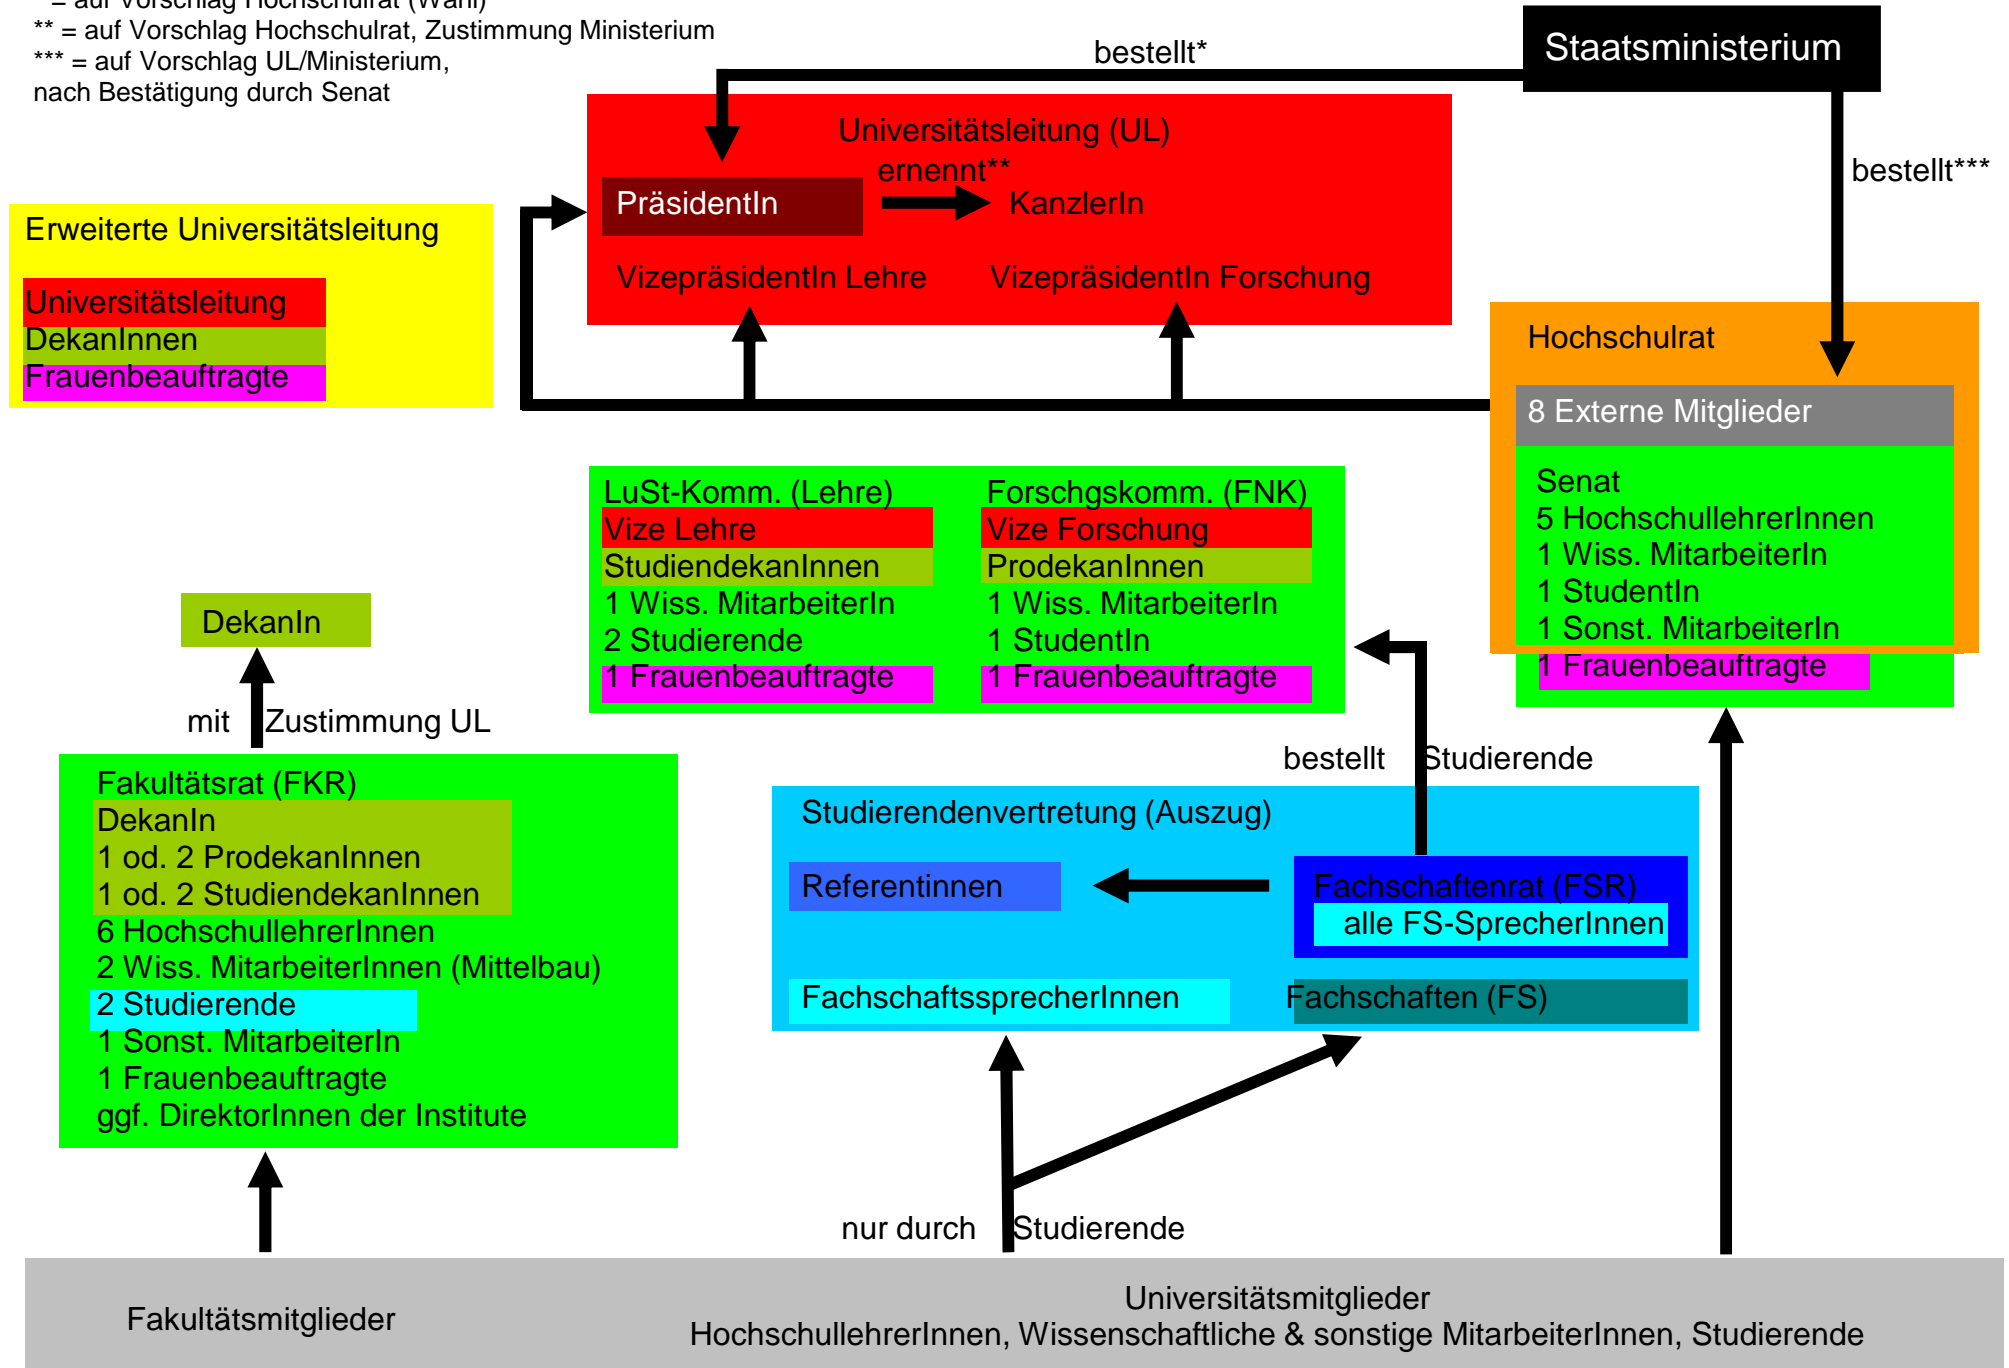 = auf Vorschlag Hochschulrat (Wahl)
** = auf Vorschlag Hochschulrat, Zustimmung Ministerium
*** = auf Vorschlag UL/Ministerium,
nach Bestätigung durch Senat
bestellt*
Staatsministerium
bestellt***
Universitätsleitung (UL)
ernennt**
PräsidentIn
KanzlerIn
VizepräsidentIn Lehre
VizepräsidentIn Forschung
Erweiterte Universitätsleitung
Universitätsleitung
DekanInnen
Frauenbeauftragte
Hochschulrat
8 Externe Mitglieder
Senat
5 HochschullehrerInnen
1 Wiss. MitarbeiterIn
1 StudentIn
1 Sonst. MitarbeiterIn
1 Frauenbeauftragte
LuSt-Komm. (Lehre)
Vize Lehre
StudiendekanInnen
1 Wiss. MitarbeiterIn
2 Studierende
1 Frauenbeauftragte
Forschgskomm. (FNK)
Vize Forschung
ProdekanInnen
1 Wiss. MitarbeiterIn
1 StudentIn
1 Frauenbeauftragte
DekanIn
mit Zustimmung UL
Fakultätsrat (FKR)
DekanIn
1 od. 2 ProdekanInnen
1 od. 2 StudiendekanInnen
6 HochschullehrerInnen
2 Wiss. MitarbeiterInnen (Mittelbau)
2 Studierende
1 Sonst. MitarbeiterIn
1 Frauenbeauftragte
ggf. DirektorInnen der Institute
bestellt Studierende
Studierendenvertretung (Auszug)
Referentinnen
Fachschaftenrat (FSR)
alle FS-SprecherInnen
FachschaftssprecherInnen
Fachschaften (FS)
nur durch Studierende
Fakultätsmitglieder
Universitätsmitglieder
HochschullehrerInnen, Wissenschaftliche & sonstige MitarbeiterInnen, Studierende